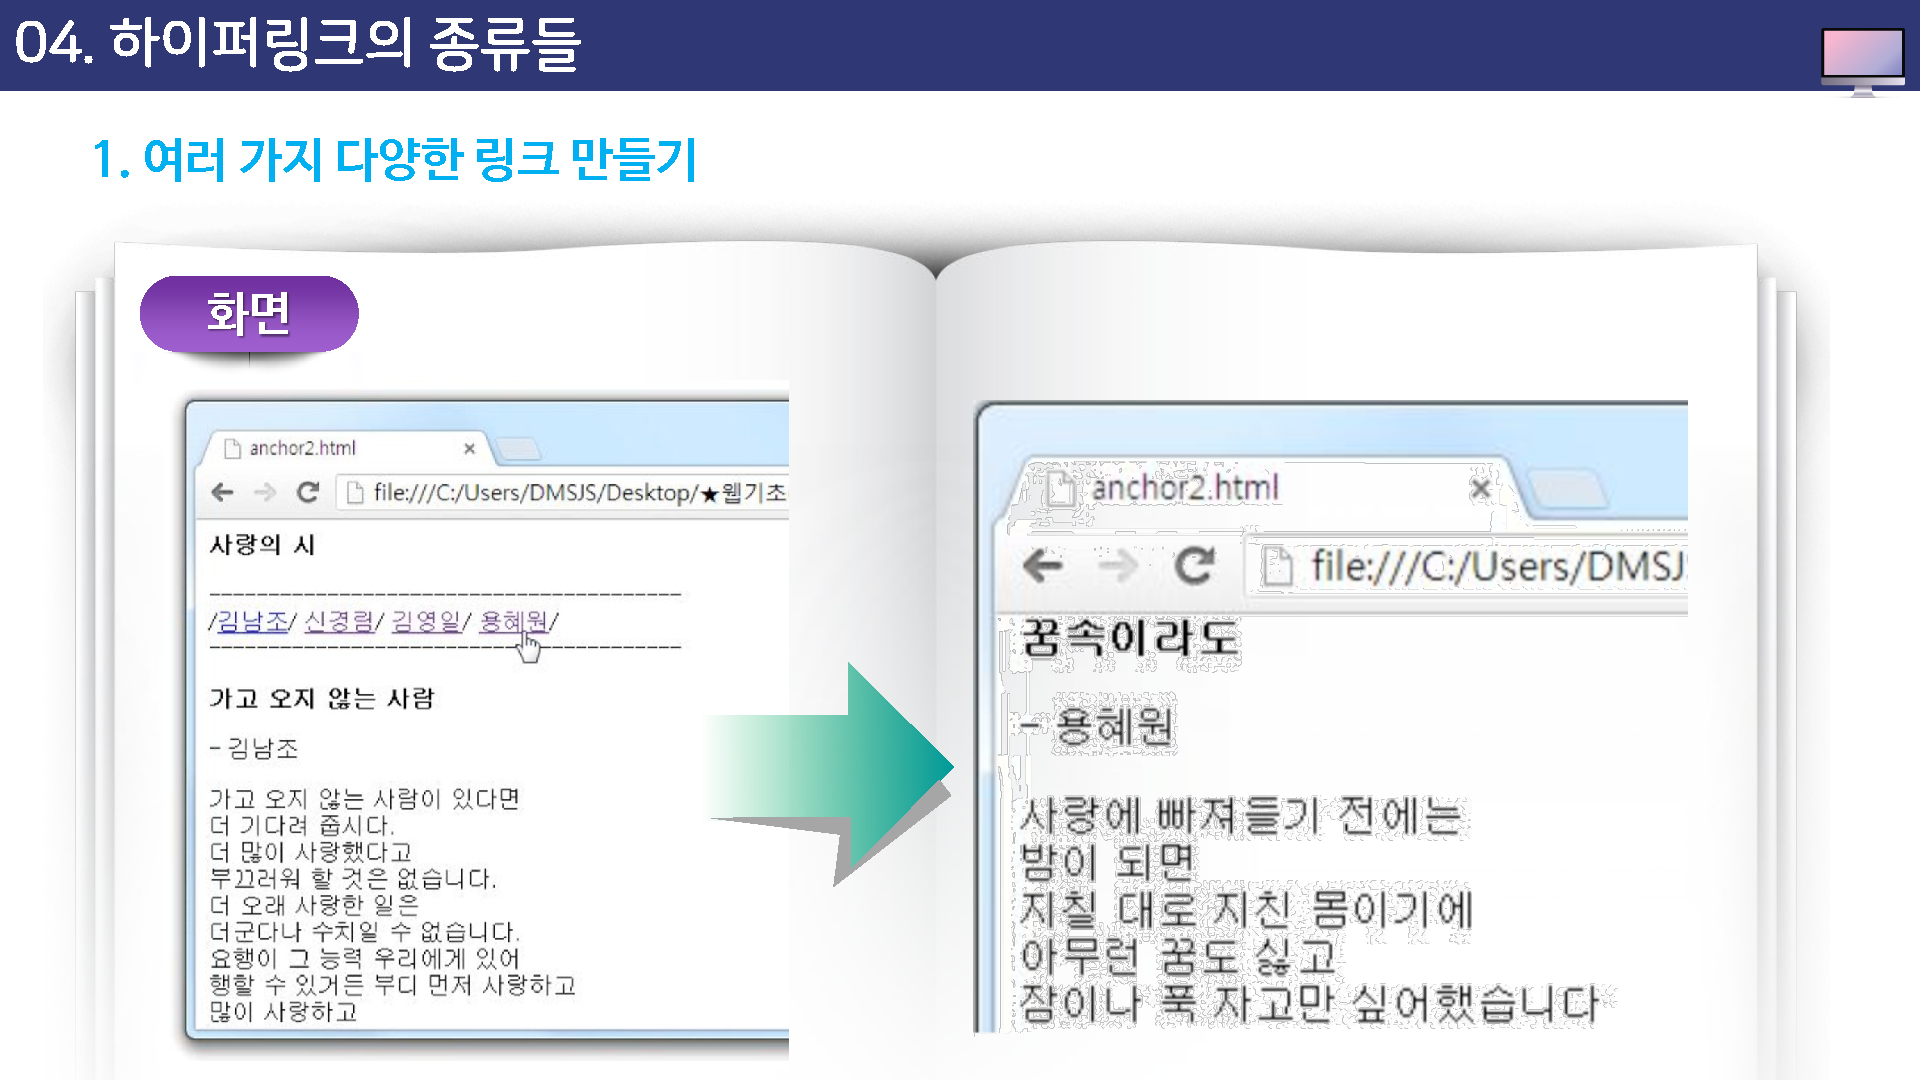 04. 하이퍼링크의 종류들
1. 여러 가지 다양한 링크 만들기
화면
anchor2.html
file:///C:/Users/DMSJS/Desktop/★웹기초
사랑의 시
/김남조/ 신경림/ 김영일/ 용혜원/
가고 오지 않는 사람
- 김남조
가고 오지 않는 사람이 있다면
더 기다려 줍시다.
더 많이 사랑했다고
부끄러워 할 것은 없습니다.
더 오래 사랑한 일은
더군다나 수치일 수 없습니다.
요행이 그 능력 우리에게 있어
행할 수 있거든 부디 먼저 사랑하고
많이 사랑하고
anchor2.html
file:///C:/Users/DMSJ
꿈속이라도
- 용혜원
사랑에 빠져들기 전에는
밤이 되면
지칠 대로 지친 몸이기에
아무런 꿈도 싫고
잠이나 푹 자고만 싶어했습니다